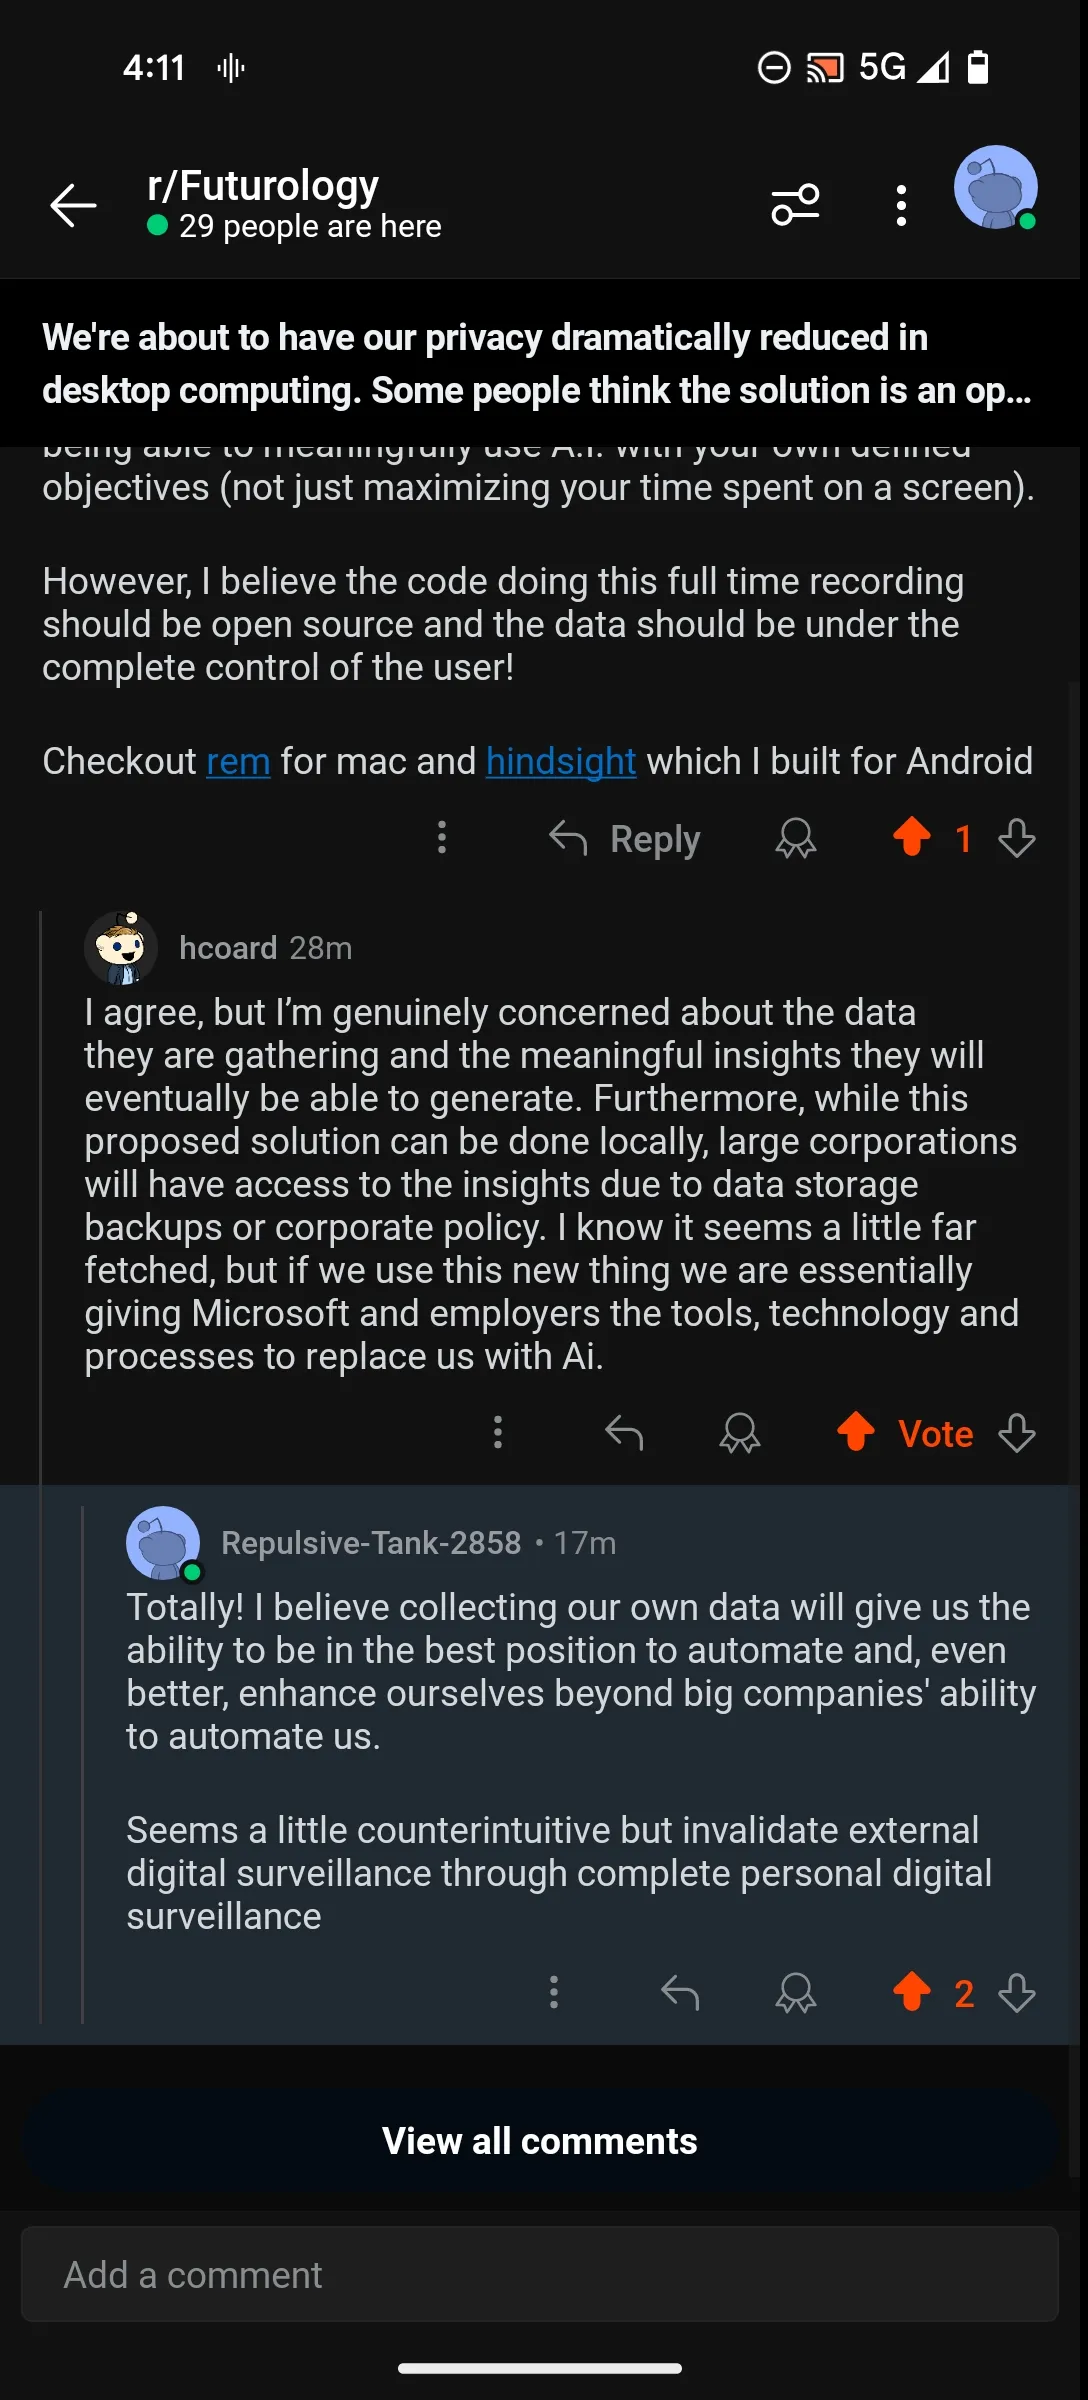 4:11
5G
r/Futurology
29 people are here
We're about to have our privacy dramatically reduced in
desktop computing. Some people think the solution is an op...
being able to meaningfully use A.I. with your own defined
objectives (not just maximizing your time spent on a screen).
However, I believe the code doing this full time recording
should be open source and the data should be under the
complete control of the user!
Checkout rem for mac and hindsight which I built for Android
Reply
1
hcoard 28m
I agree, but I’m genuinely concerned about the data
they are gathering and the meaningful insights they will
eventually be able to generate. Furthermore, while this
proposed solution can be done locally, large corporations
will have access to the insights due to data storage
backups or corporate policy. I know it seems a little far
fetched, but if we use this new thing we are essentially
giving Microsoft and employers the tools, technology and
processes to replace us with Ai.
Vote
Repulsive-Tank-2858 • 17m
Totally! I believe collecting our own data will give us the
ability to be in the best position to automate and, even
better, enhance ourselves beyond big companies' ability
to automate us.
Seems a little counterintuitive but invalidate external
digital surveillance through complete personal digital
surveillance
2
View all comments
Add a comment